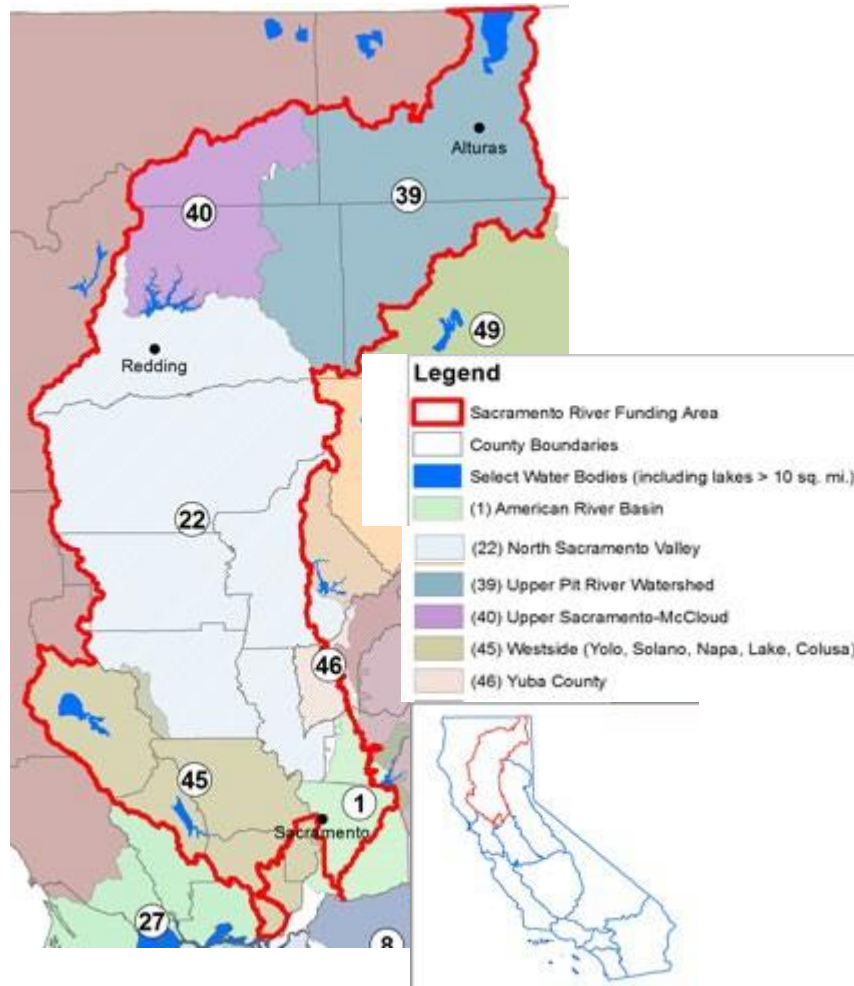 Alturas
40
39
49
Redding
22
46
45
1
Sacramento
27
8
Legend
Sacramento River Funding Area
County Boundaries
Select Water Bodies (including lakes > 10 sq. mi.)
(1) American River Basin
(22) North Sacramento Valley
(39) Upper Pit River Watershed
(40) Upper Sacramento-McCloud
(45) Westside (Yolo, Solano, Napa, Lake, Colusa)
(46) Yuba County